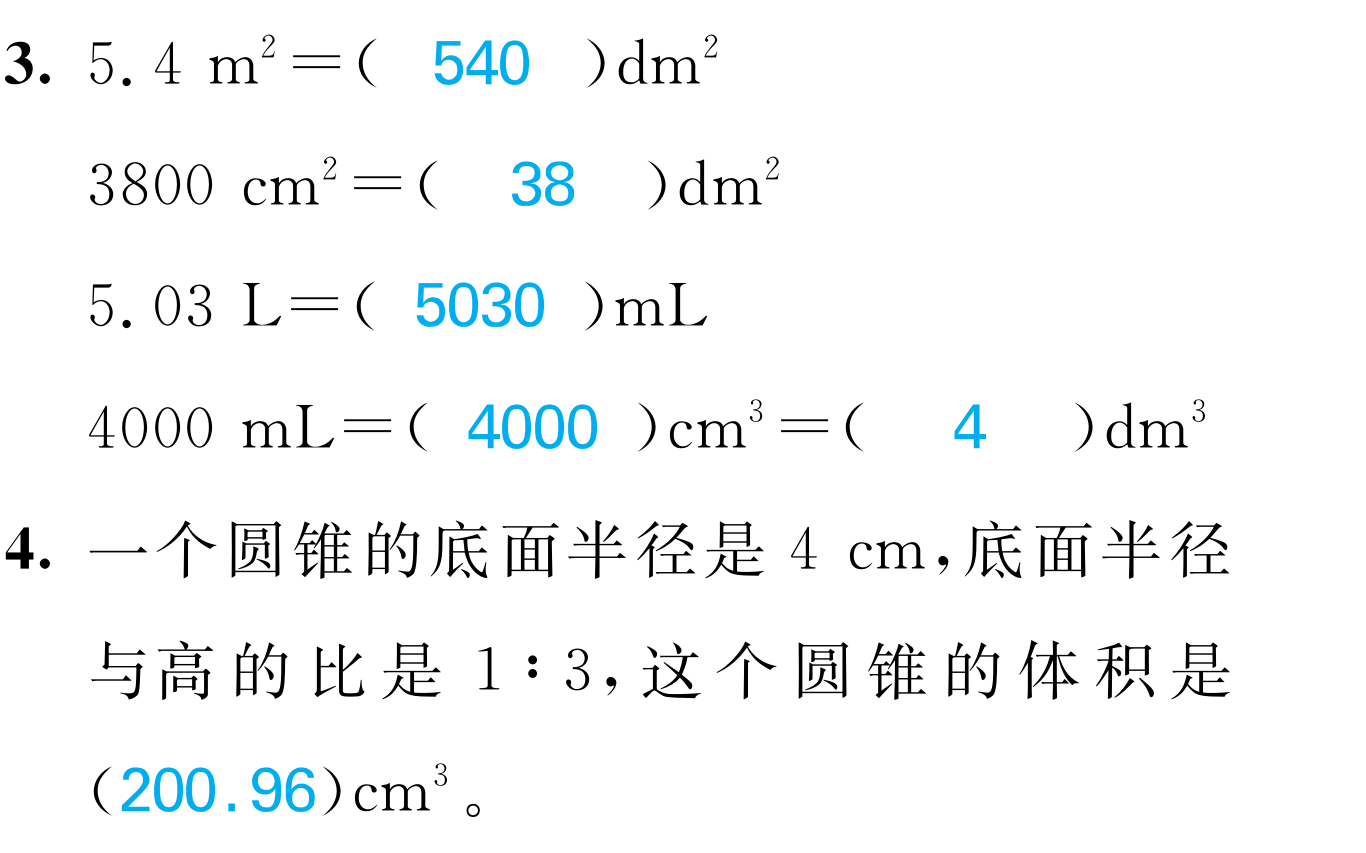 3. 5.4 m²=( 540 )dm²
3800 cm²=( 38 )dm²
5.03 L=( 5030 )mL
4000 mL=( 4000 )cm³=( 4 )dm³
4. 一个圆锥的底面半径是 4 cm,底面半径
与高的比是 1∶3,这个圆锥的体积是
(200.96)cm³。